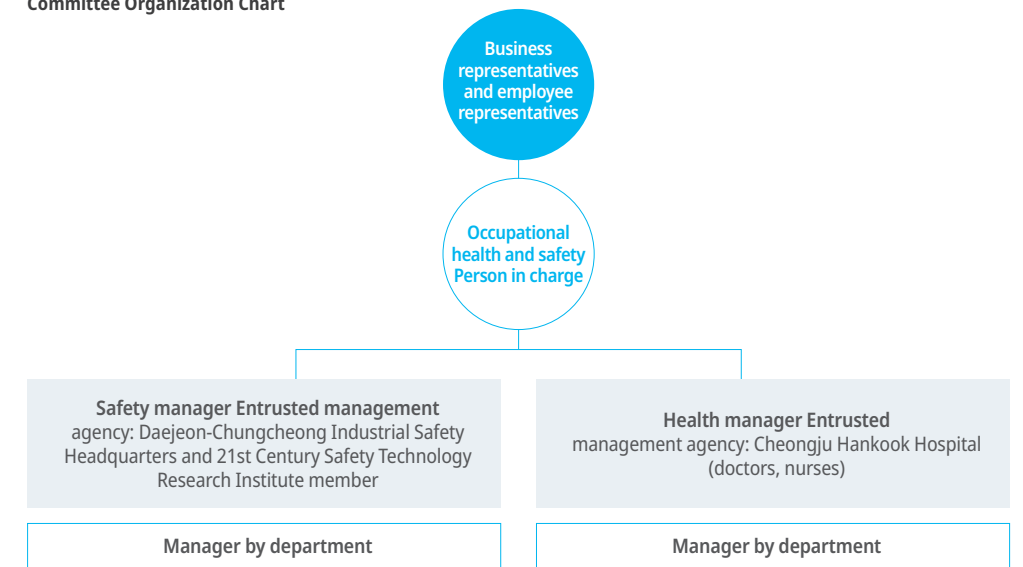 Committee Organization Chart
Business
representatives
and employee
representatives
Occupational
health and safety
Person in charge
Safety manager Entrusted management
agency: Daejeon-Chungcheong Industrial Safety
Headquarters and 21st Century Safety Technology
Research Institute member
Health manager Entrusted
management agency: Cheongju Hankook Hospital
(doctors, nurses)
Manager by department
Manager by department